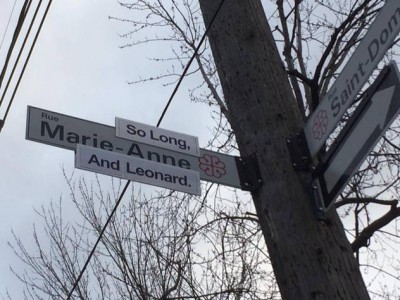 Rue
So Long,
Marie-Anne
And Leonard.
Saint-Dom